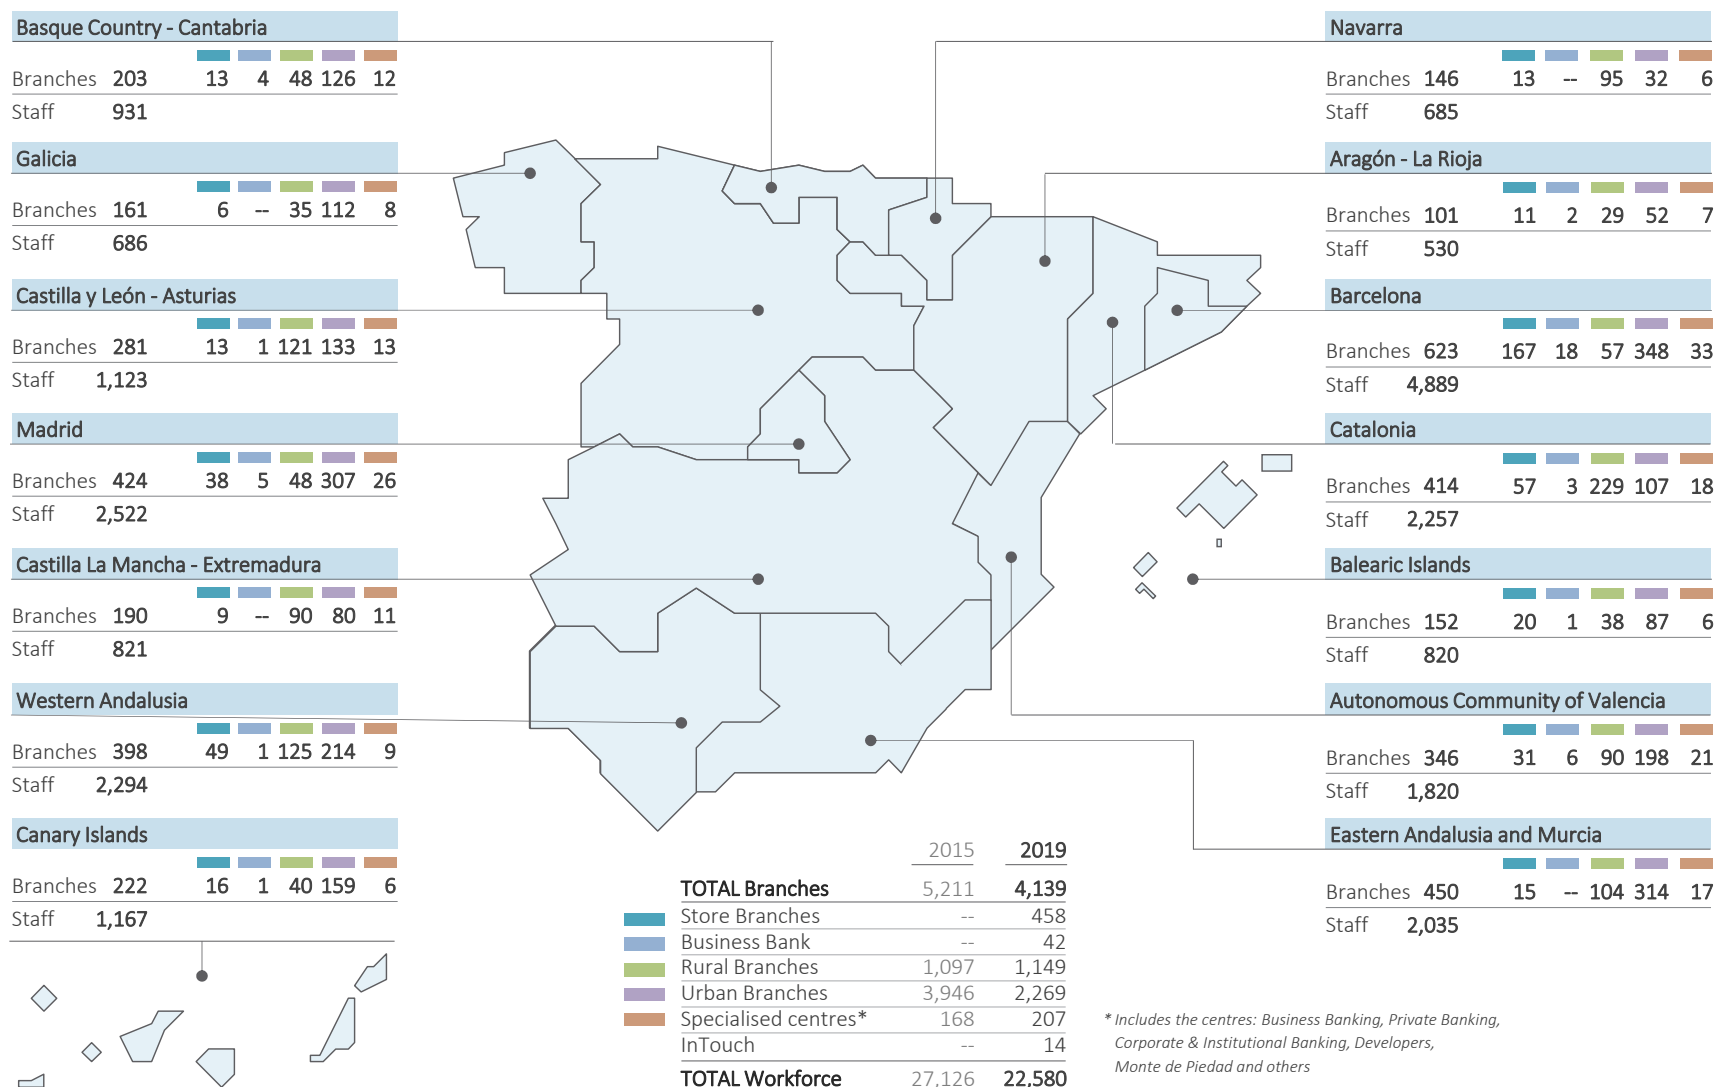 Basque Country - Cantabria
Branches 203 13 4 48 126 12
Staff 931
Galicia
Branches 161 6 -- 35 112 8
Staff 686
Castilla y León - Asturias
Branches 281 13 1 121 133 13
Staff 1,123
Madrid
Branches 424 38 5 48 307 26
Staff 2,522
Castilla La Mancha - Extremadura
Branches 190 9 -- 90 80 11
Staff 821
Western Andalusia
Branches 398 49 1 125 214 9
Staff 2,294
Canary Islands
Branches 222 16 1 40 159 6
Staff 1,167
Navarra
Branches 146 13 -- 95 32 6
Staff 685
Aragón - La Rioja
Branches 101 11 2 29 52 7
Staff 530
Barcelona
Branches 623 167 18 57 348 33
Staff 4,889
Catalonia
Branches 414 57 3 229 107 18
Staff 2,257
Balearic Islands
Branches 152 20 1 38 87 6
Staff 820
Autonomous Community of Valencia
Branches 346 31 6 90 198 21
Staff 1,820
Eastern Andalusia and Murcia
Branches 450 15 -- 104 314 17
Staff 2,035
2015 2019
TOTAL Branches 5,211 4,139
Store Branches -- 458
Business Bank -- 42
Rural Branches 1,097 1,149
Urban Branches 3,946 2,269
Specialised centres* 168 207
InTouch -- 14
TOTAL Workforce 27,126 22,580
* Includes the centres: Business Banking, Private Banking,
Corporate & Institutional Banking, Developers,
Monte de Piedad and others